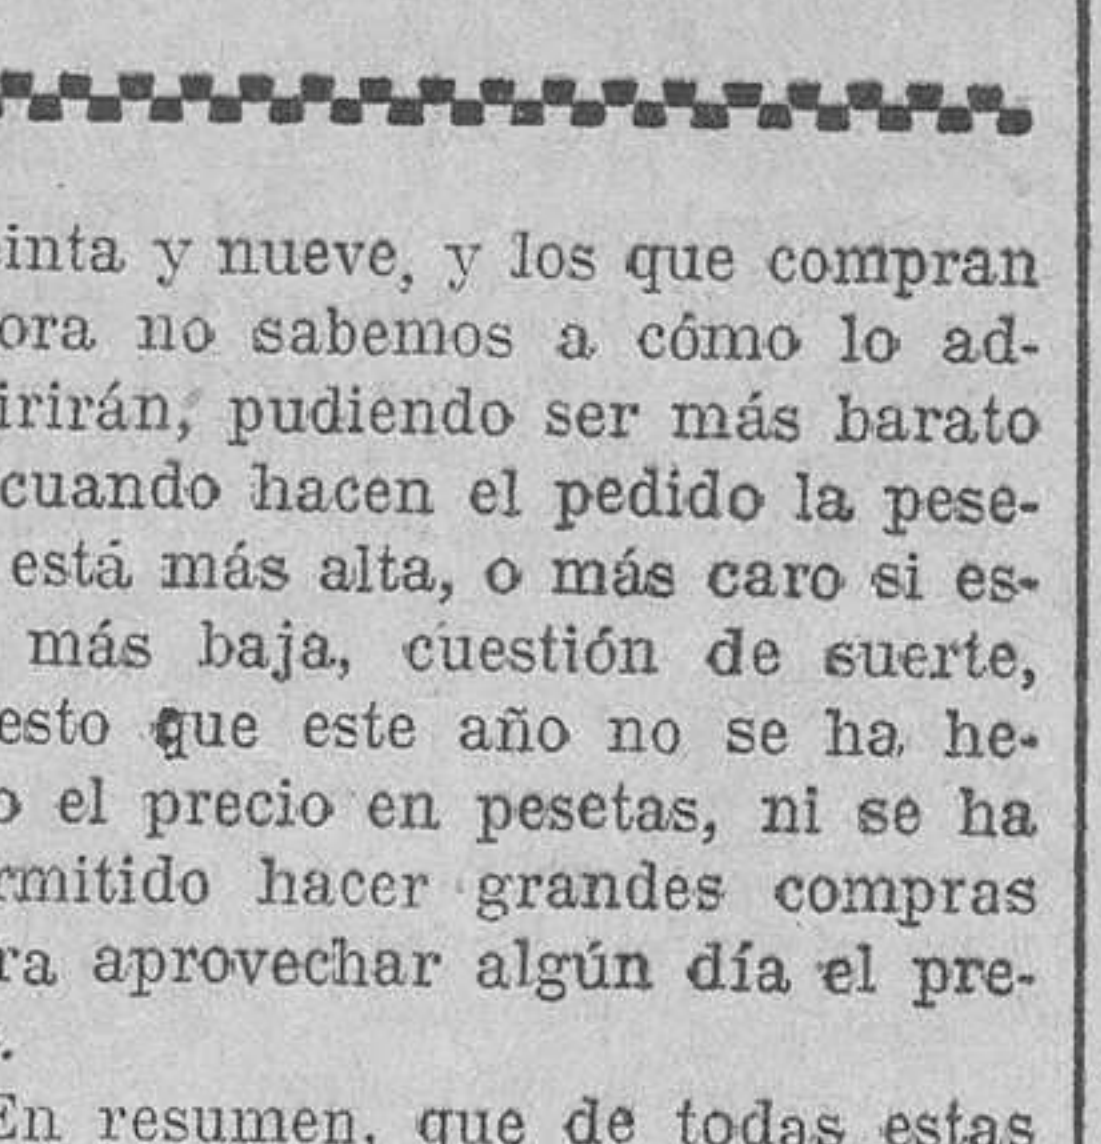 inta y nueve, y los que compran
ora no sabemos a cómo lo ad-
irirán, pudiendo ser más barato
cuando hacen el pedido la pese-
está más alta, o más caro si es-
más baja, cuestión de suerte,
esto que este año no se ha he-
o el precio en pesetas, ni se ha
rmitido hacer grandes compras
ra aprovechar algún día el pre-
.
En resumen, que de todas estas